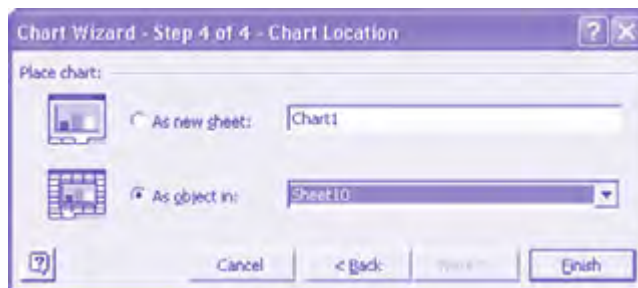 Chart Wizard - Step 4 of 4 - Chart Location
Place chart:
As new sheet: Chart1
As object in: Sheet10
Cancel < Back Finish